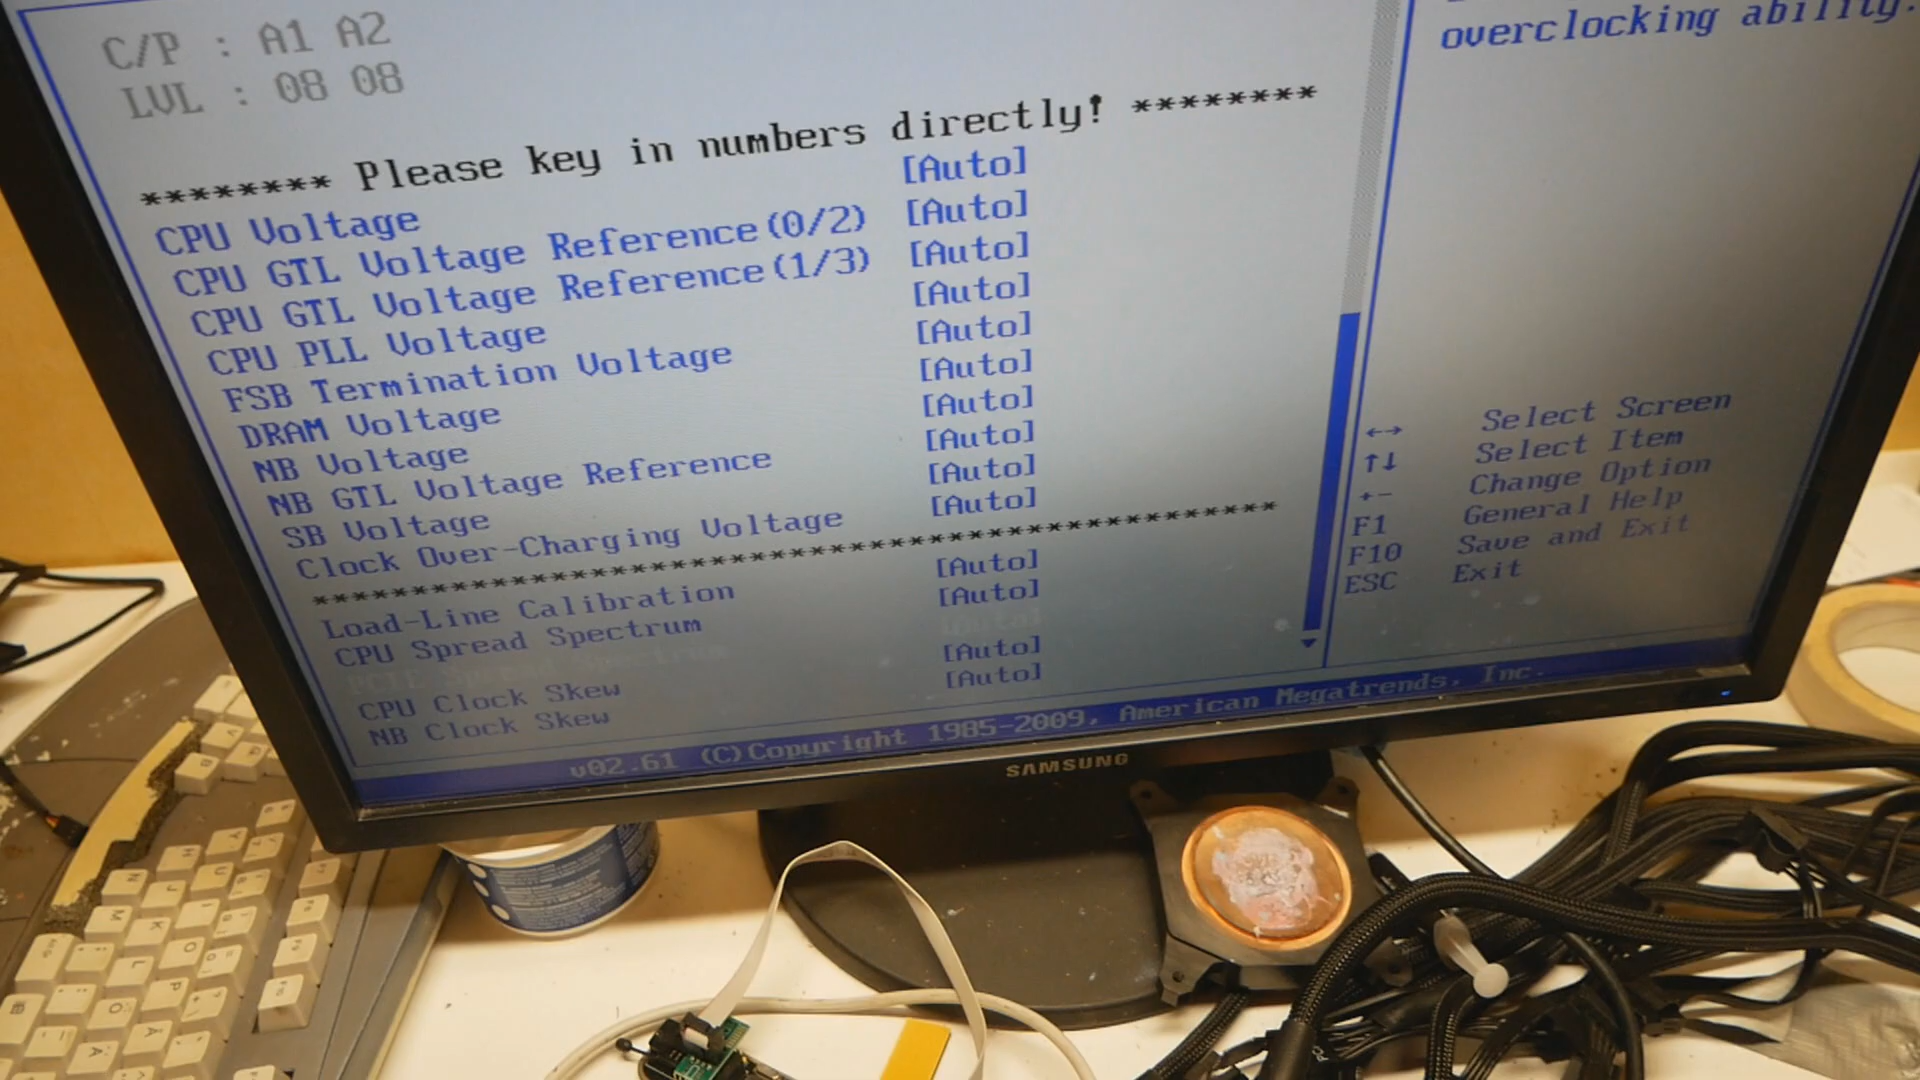 overclocking ability.
C/P : A1 A2
LVL : 08 08
******** Please key in numbers directly! ********
CPU Voltage [Auto]
CPU GTL Voltage Reference(0/2) [Auto]
CPU GTL Voltage Reference(1/3) [Auto]
CPU PLL Voltage [Auto]
FSB Termination Voltage [Auto]
DRAM Voltage [Auto]
NB Voltage [Auto]
NB GTL Voltage Reference [Auto]
SB Voltage [Auto]
Clock Over-Charging Voltage [Auto]
Load-Line Calibration [Auto]
CPU Spread Spectrum [Auto]
PCIE Spread Spectrum [Auto]
CPU Clock Skew [Auto]
NB Clock Skew [Auto]
←→ Select Screen
↑↓ Select Item
+- Change Option
F1 General Help
F10 Save and Exit
ESC Exit
v02.61 (C)Copyright 1985-2009, American Megatrends, Inc.
SAMSUNG